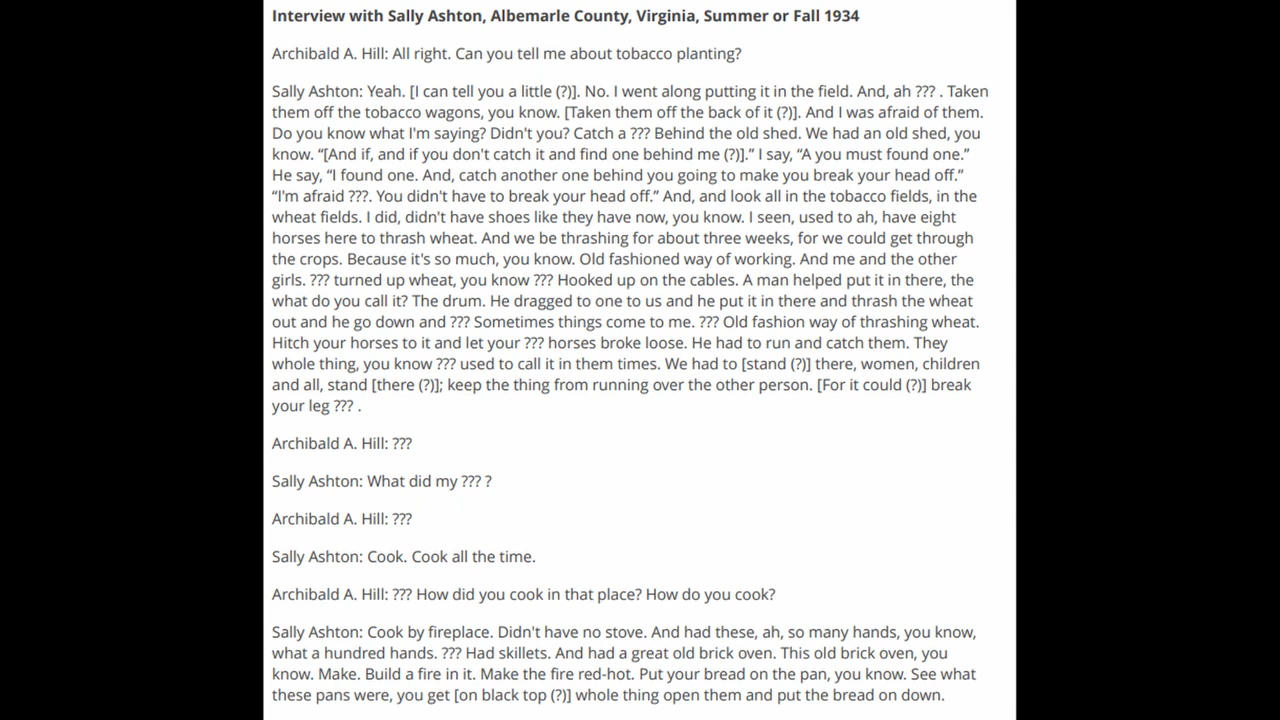 Interview with Sally Ashton, Albemarle County, Virginia, Summer or Fall 1934
Archibald A. Hill: All right. Can you tell me about tobacco planting?
Sally Ashton: Yeah. [I can tell you a little (?)]. No. I went along putting it in the field. And, ah ??? . Taken
them off the tobacco wagons, you know. [Taken them off the back of it (?)]. And I was afraid of them.
Do you know what I'm saying? Didn't you? Catch a ??? Behind the old shed. We had an old shed, you
know. “[And if, and if you don't catch it and find one behind me (?)].” I say, “A you must found one.”
He say, “I found one. And, catch another one behind you going to make you break your head off.”
“I'm afraid ???. You didn't have to break your head off.” And, and look all in the tobacco fields, in the
wheat fields. I did, didn't have shoes like they have now, you know. I seen, used to ah, have eight
horses here to thrash wheat. And we be thrashing for about three weeks, for we could get through
the crops. Because it's so much, you know. Old fashioned way of working. And me and the other
girls. ??? turned up wheat, you know ??? Hooked up on the cables. A man helped put it in there, the
what do you call it? The drum. He dragged to one to us and he put it in there and thrash the wheat
out and he go down and ??? Sometimes things come to me. ??? Old fashion way of thrashing wheat.
Hitch your horses to it and let your ??? horses broke loose. He had to run and catch them. They
whole thing, you know ??? used to call it in them times. We had to [stand (?)] there, women, children
and all, stand [there (?)]; keep the thing from running over the other person. [For it could (?)] break
your leg ??? .
Archibald A. Hill: ???
Sally Ashton: What did my ??? ?
Archibald A. Hill: ???
Sally Ashton: Cook. Cook all the time.
Archibald A. Hill: ??? How did you cook in that place? How do you cook?
Sally Ashton: Cook by fireplace. Didn't have no stove. And had these, ah, so many hands, you know,
what a hundred hands. ??? Had skillets. And had a great old brick oven. This old brick oven, you
know. Make. Build a fire in it. Make the fire red-hot. Put your bread on the pan, you know. See what
these pans were, you get [on black top (?)] whole thing open them and put the bread on down.